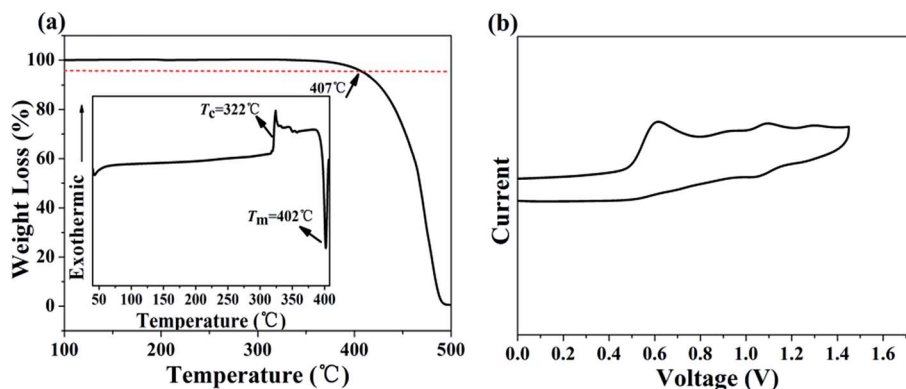 (a)
100
80
60
40
20
0
Weight Loss (%)
407℃
Tc=322℃
Tm=402℃
Exothermic
50 100 150 200 250 300 350 400
Temperature (℃)
100 200 300 400 500
Temperature (℃)
(b)
Current
0.0 0.2 0.4 0.6 0.8 1.0 1.2 1.4 1.6
Voltage (V)